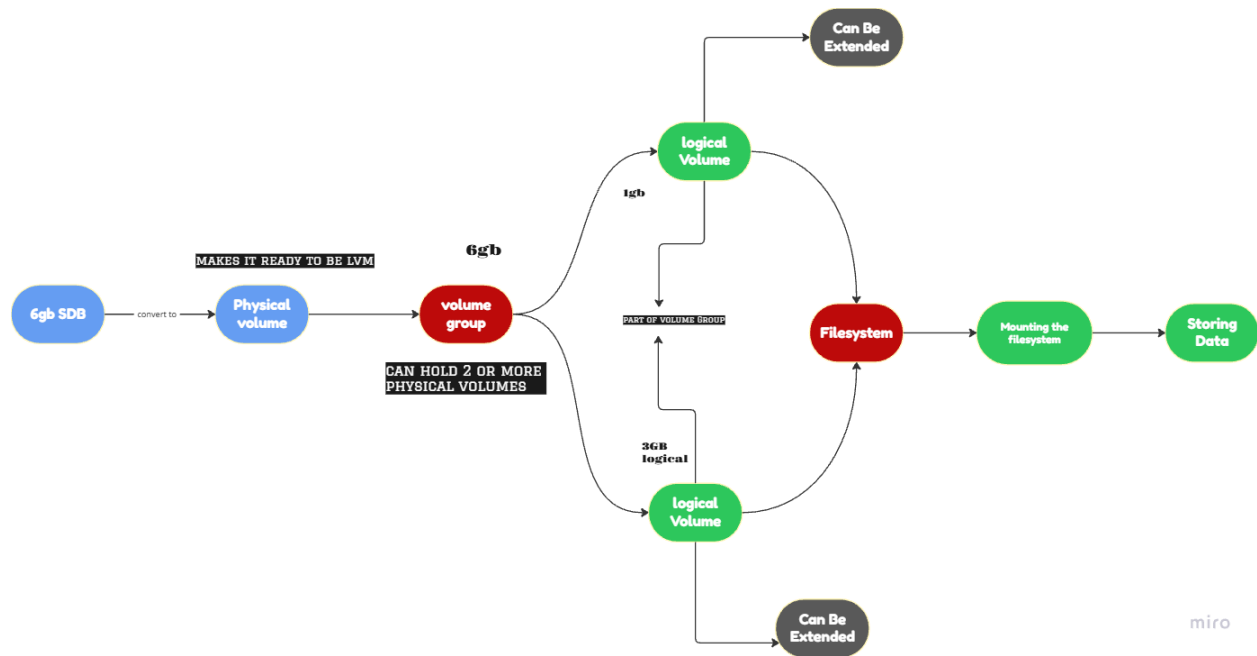 Can Be
Extended
logical
Volume
1gb
6gb
MAKES IT READY TO BE LVM
6gb SDB
convert to
Physical
volume
volume
group
PART OF VOLUME GROUP
Filesystem
Mounting the
filesystem
Storing
Data
CAN HOLD 2 OR MORE
PHYSICAL VOLUMES
3GB
logical
logical
Volume
Can Be
Extended
miro